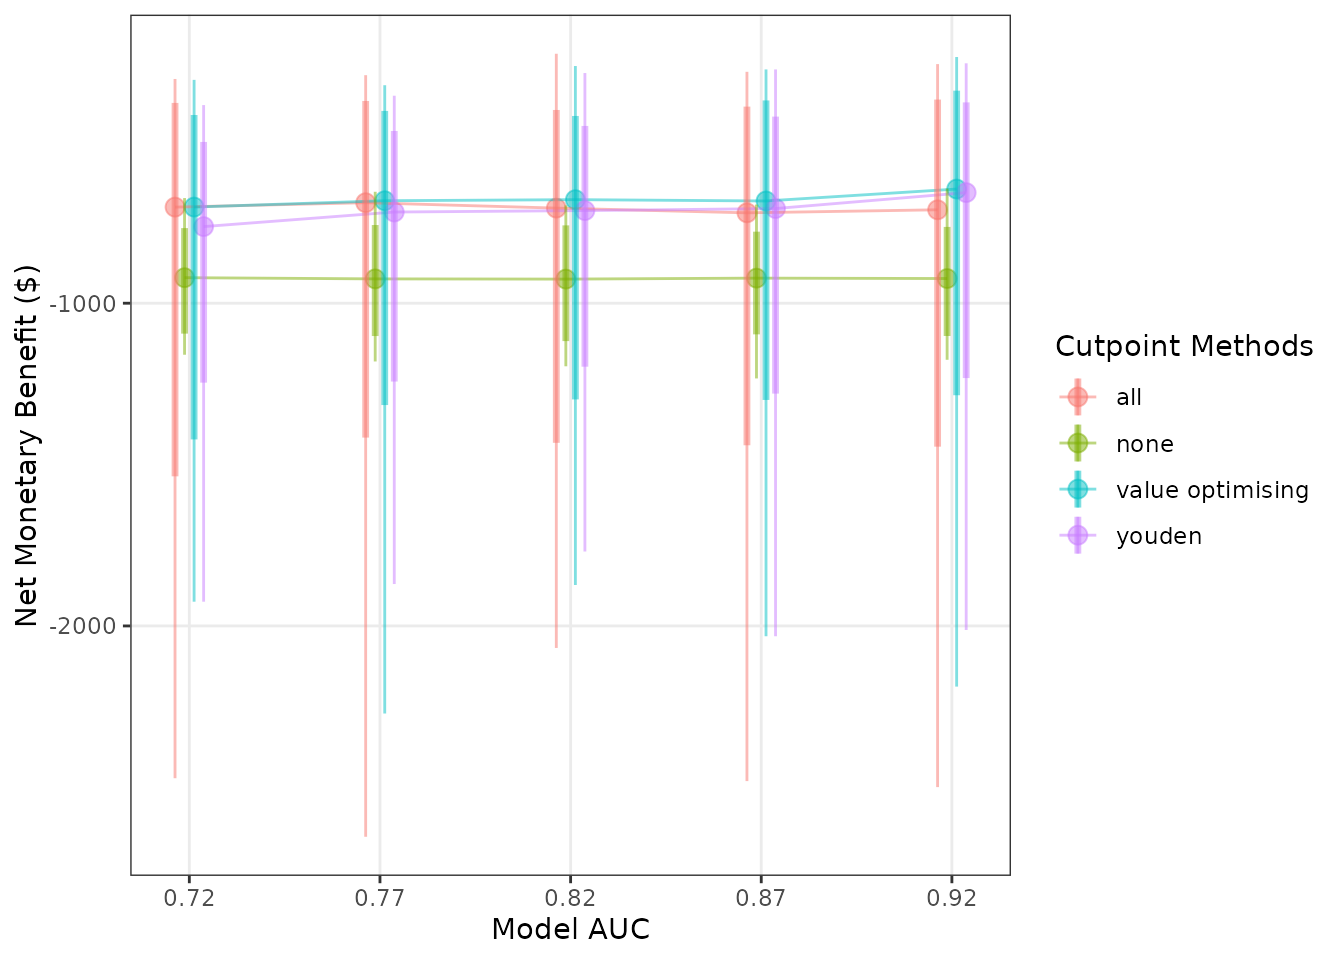 Net Monetary Benefit ($)
-1000
-2000
0.72
0.77
0.82
0.87
0.92
Model AUC
Cutpoint Methods
all
none
value optimising
youden